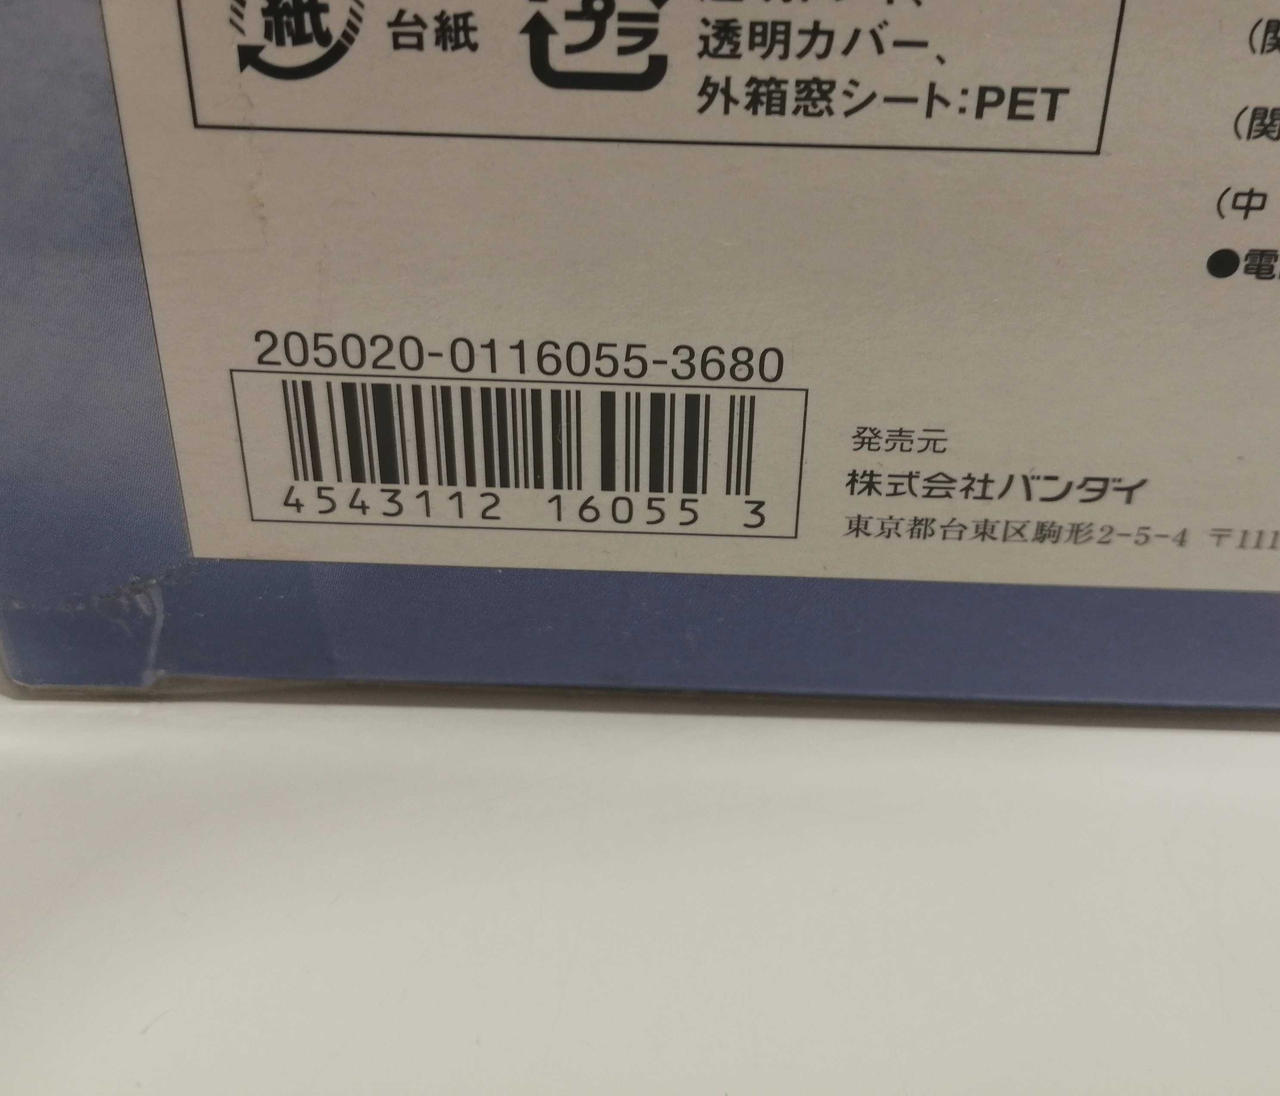 紙 台紙
プラ
透明カバー、
外箱窓シート:PET
(関
(関
(中
●電
205020-0116055-3680
4543112 16055 3
発売元
株式会社バンダイ
東京都台東区駒形2-5-4 〒111